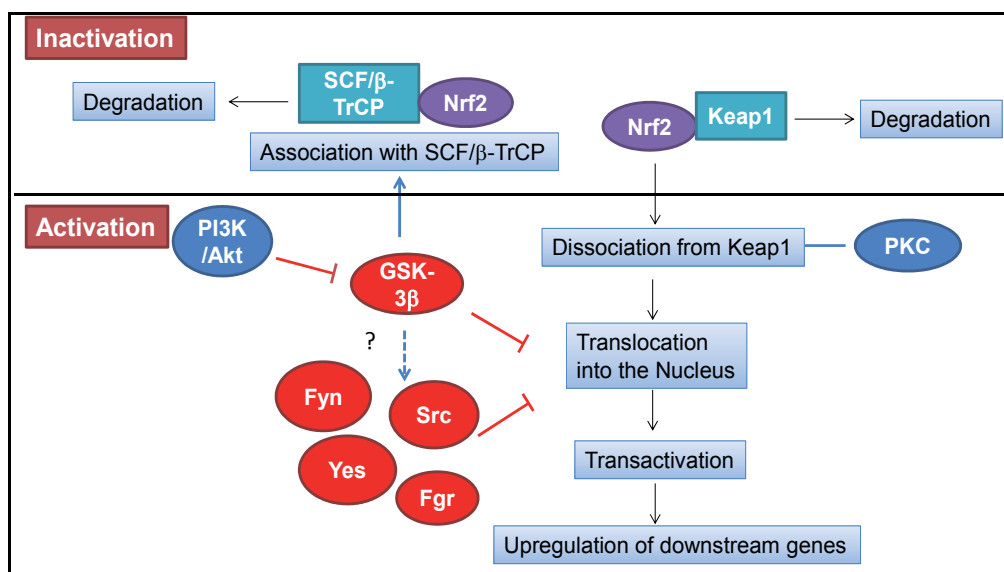 Inactivation
SCF/β-
TrCP
Nrf2
Degradation
Association with SCF/β-TrCP
Nrf2
Keap1
Degradation
Activation
PI3K
/Akt
GSK-
3β
?
Fyn
Src
Yes
Fgr
Dissociation from Keap1
PKC
Translocation
into the Nucleus
Transactivation
Upregulation of downstream genes